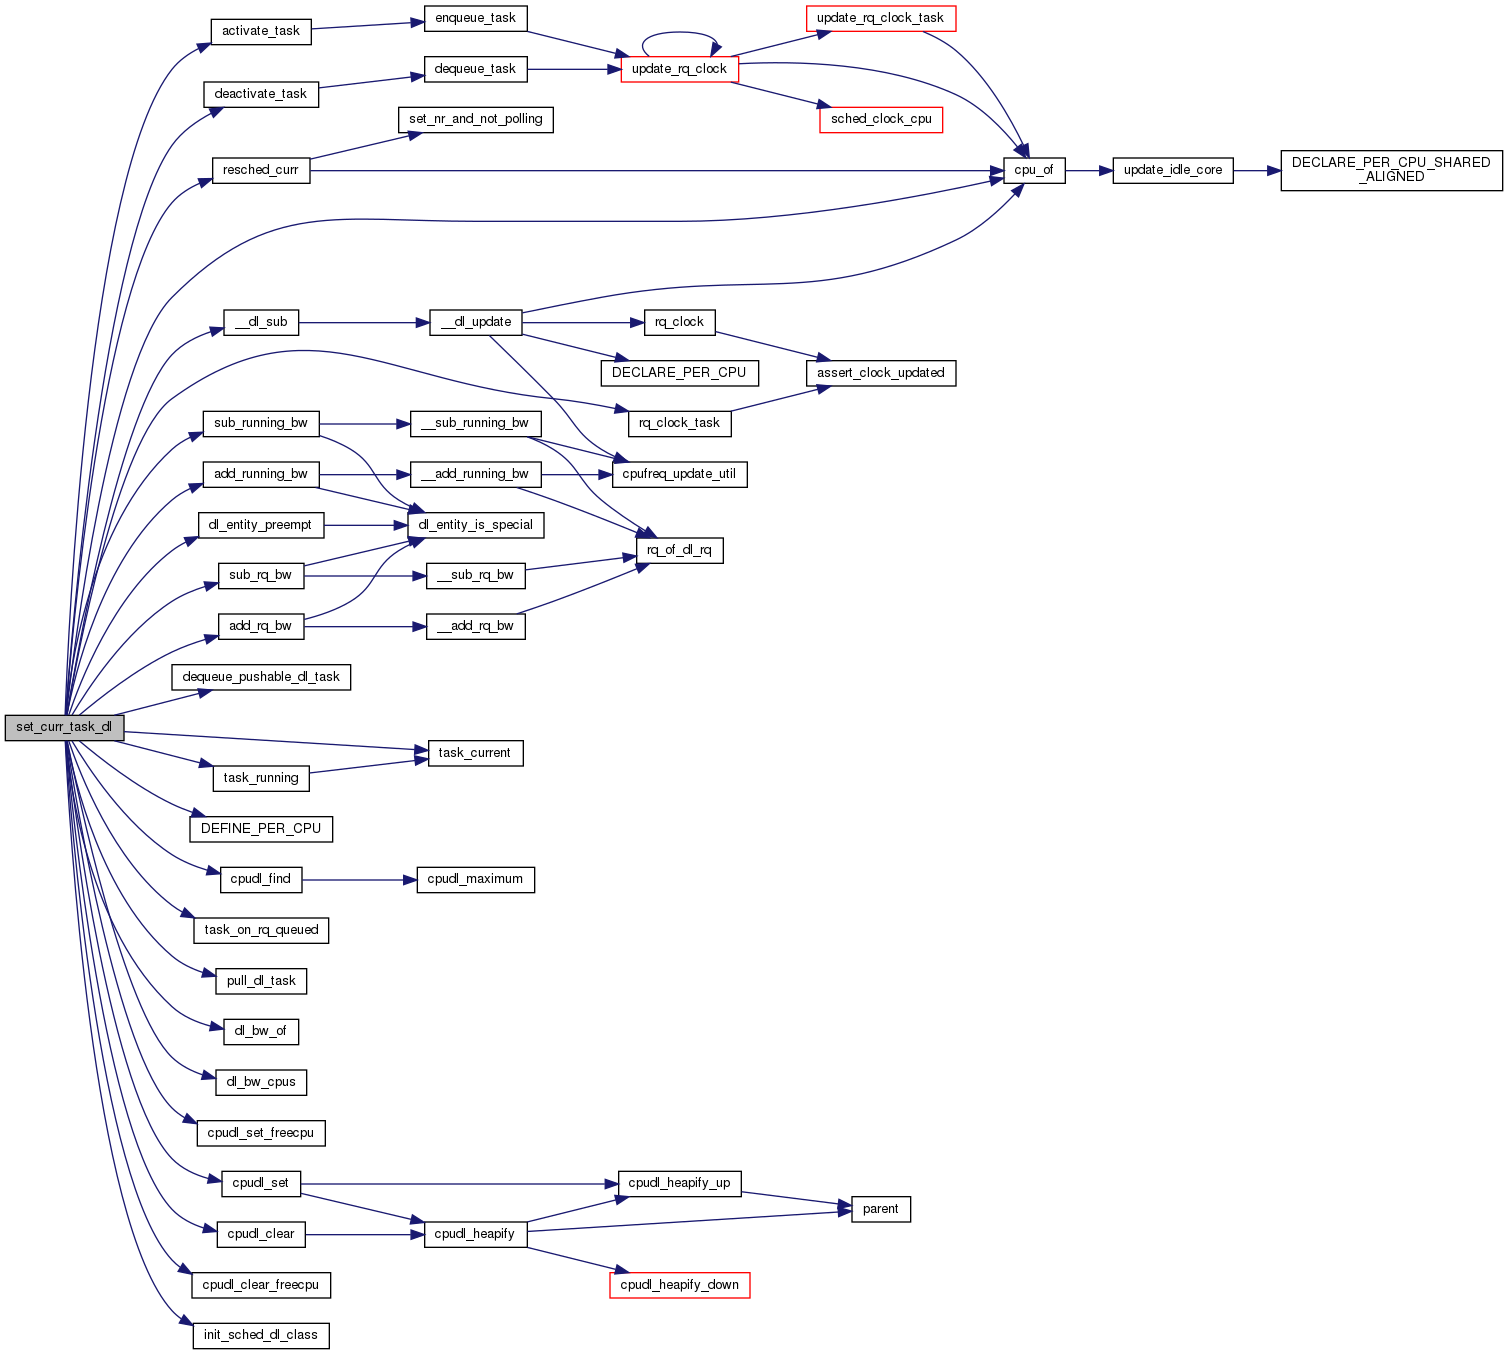 activate_task
enqueue_task
update_rq_clock_task
deactivate_task
dequeue_task
update_rq_clock
sched_clock_cpu
set_nr_and_not_polling
resched_curr
cpu_of
update_idle_core
DECLARE_PER_CPU_SHARED
_ALIGNED
__dl_sub
__dl_update
rq_clock
DECLARE_PER_CPU
assert_clock_updated
sub_running_bw
__sub_running_bw
rq_clock_task
add_running_bw
__add_running_bw
cpufreq_update_util
dl_entity_preempt
dl_entity_is_special
rq_of_dl_rq
sub_rq_bw
__sub_rq_bw
add_rq_bw
__add_rq_bw
dequeue_pushable_dl_task
set_curr_task_dl
task_current
task_running
DEFINE_PER_CPU
cpudl_find
cpudl_maximum
task_on_rq_queued
pull_dl_task
dl_bw_of
dl_bw_cpus
cpudl_set_freecpu
cpudl_set
cpudl_heapify_up
parent
cpudl_clear
cpudl_heapify
cpudl_clear_freecpu
cpudl_heapify_down
init_sched_dl_class